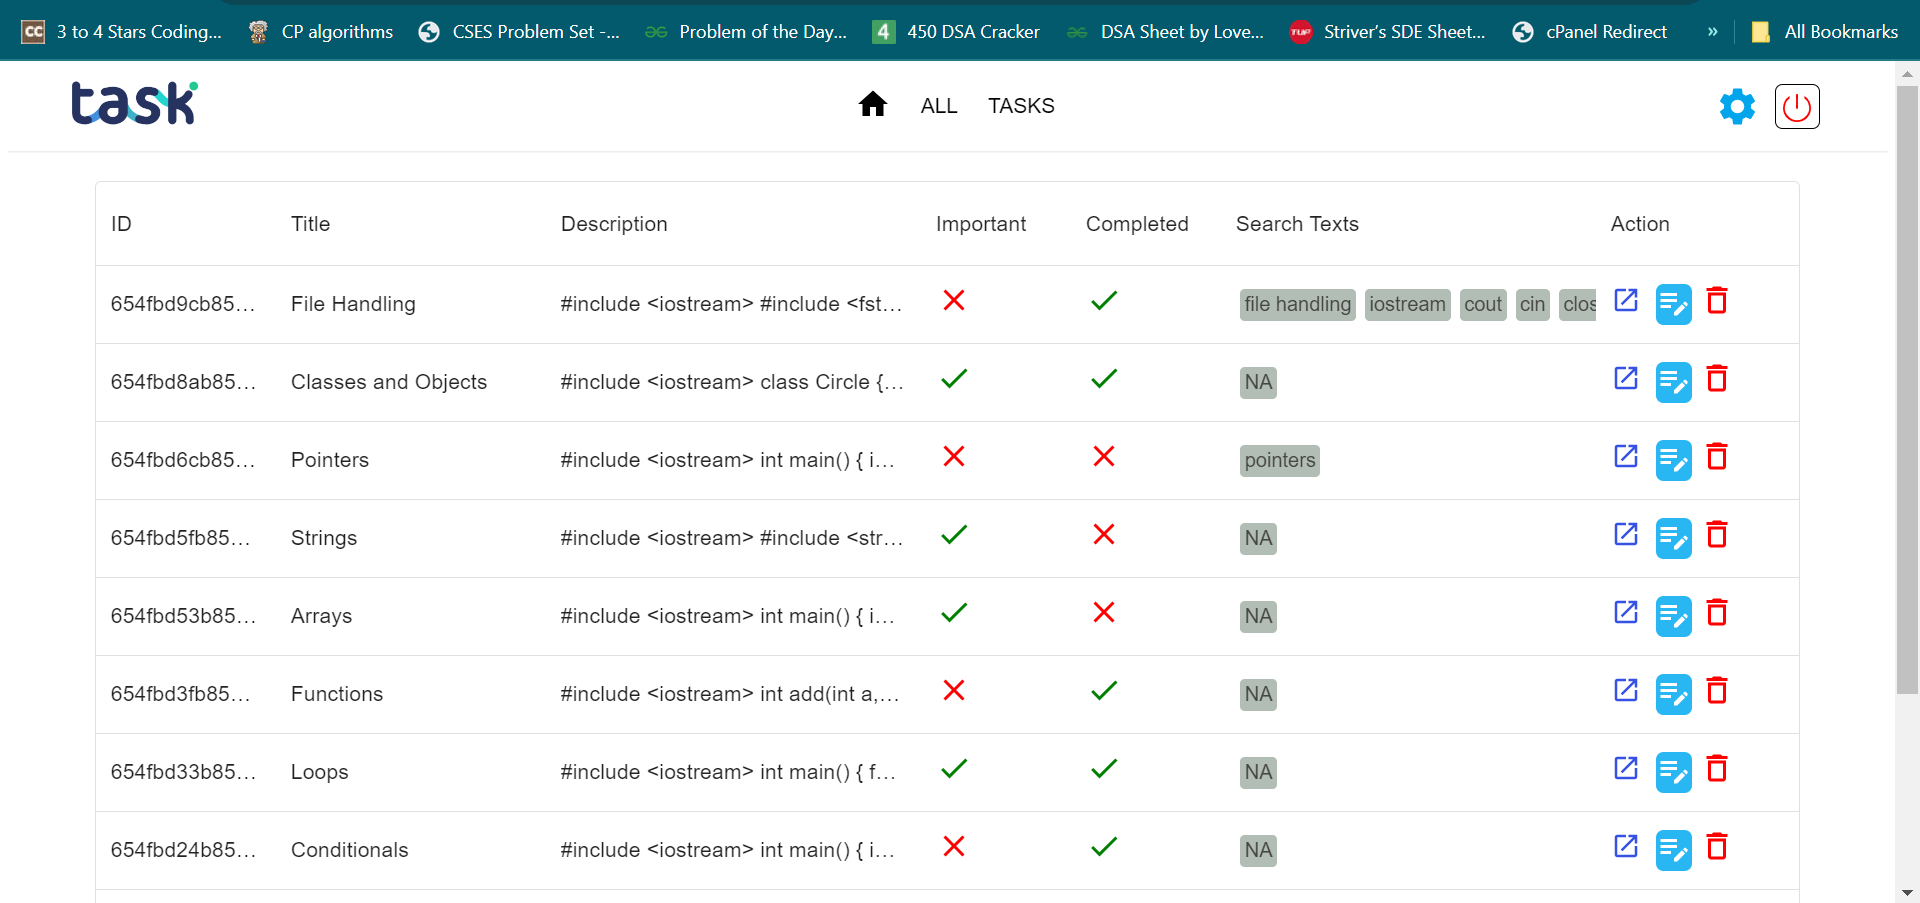 CC 3 to 4 Stars Coding... CP algorithms CSES Problem Set -... Problem of the Day... 4 450 DSA Cracker DSA Sheet by Love... TUF Striver's SDE Sheet... cPanel Redirect » All Bookmarks
task ALL TASKS
ID Title Description Important Completed Search Texts Action
654fbd9cb85... File Handling #include <iostream> #include <fst... file handling iostream cout cin clos
654fbd8ab85... Classes and Objects #include <iostream> class Circle {... NA
654fbd6cb85... Pointers #include <iostream> int main() { i... pointers
654fbd5fb85... Strings #include <iostream> #include <str... NA
654fbd53b85... Arrays #include <iostream> int main() { i... NA
654fbd3fb85... Functions #include <iostream> int add(int a,... NA
654fbd33b85... Loops #include <iostream> int main() { f... NA
654fbd24b85... Conditionals #include <iostream> int main() { i... NA